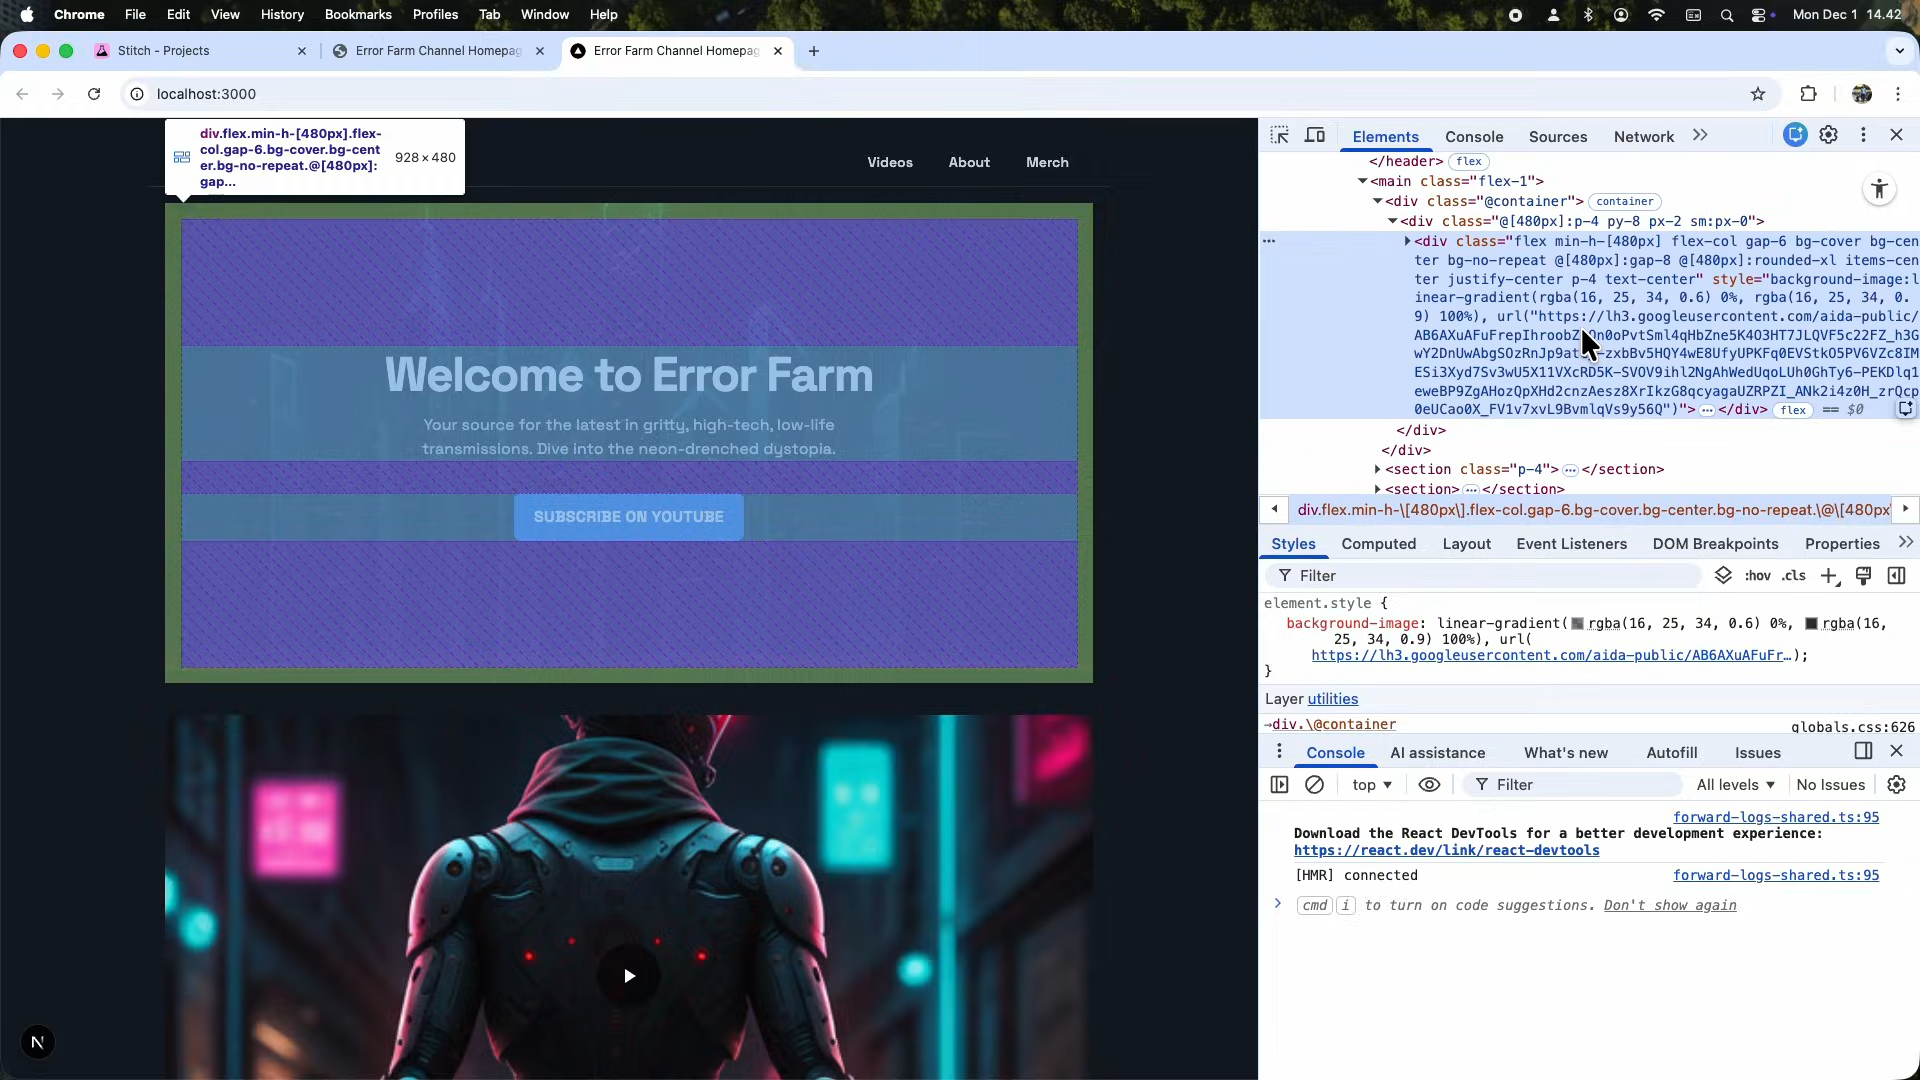 Chrome File Edit View History Bookmarks Profiles Tab Window Help Mon Dec 1 14.42
Stitch - Projects Error Farm Channel Homepag Error Farm Channel Homepag
localhost:3000
div.flex.min-h-[480px].flex-
col.gap-6.bg-cover.bg-cent
er.bg-no-repeat.@[480px]:
gap...
928 × 480
Videos About Merch
Welcome to Error Farm
Your source for the latest in gritty, high-tech, low-life
transmissions. Dive into the neon-drenched dystopia.
SUBSCRIBE ON YOUTUBE
N
Elements Console Sources Network
</header> flex
<main class="flex-1">
<div class="@container"> container
<div class="@[480px]:p-4 py-8 px-2 sm:px-0">
<div class="flex min-h-[480px] flex-col gap-6 bg-cover bg-cen
ter bg-no-repeat @[480px]:gap-8 @[480px]:rounded-xl items-cen
ter justify-center p-4 text-center" style="background-image:l
inear-gradient(rgba(16, 25, 34, 0.6) 0%, rgba(16, 25, 34, 0.
9) 100%), url("https://lh3.googleusercontent.com/aida-public/
0eUCao0X_FV1v7xvL9BvmlqVs9y56Q")"> … </div> flex == $0
</div>
</div>
<section class="p-4"> … </section>
<section> … </section>
div.flex.min-h-\[480px\].flex-col.gap-6.bg-cover.bg-center.bg-no-repeat.\@\[480px\
Styles Computed Layout Event Listeners DOM Breakpoints Properties
Filter :hov .cls
element.style {
background-image: linear-gradient( rgba(16, 25, 34, 0.6) 0%, rgba(16,
25, 34, 0.9) 100%), url(
https://lh3.googleusercontent.com/aida-public/AB6AXuAFuFr…);
}
Layer utilities
→div.\@container globals.css:626
Console AI assistance What's new Autofill Issues
top Filter All levels No Issues
forward-logs-shared.ts:95
Download the React DevTools for a better development experience:
https://react.dev/link/react-devtools
[HMR] connected forward-logs-shared.ts:95
cmd i to turn on code suggestions. Don't show again